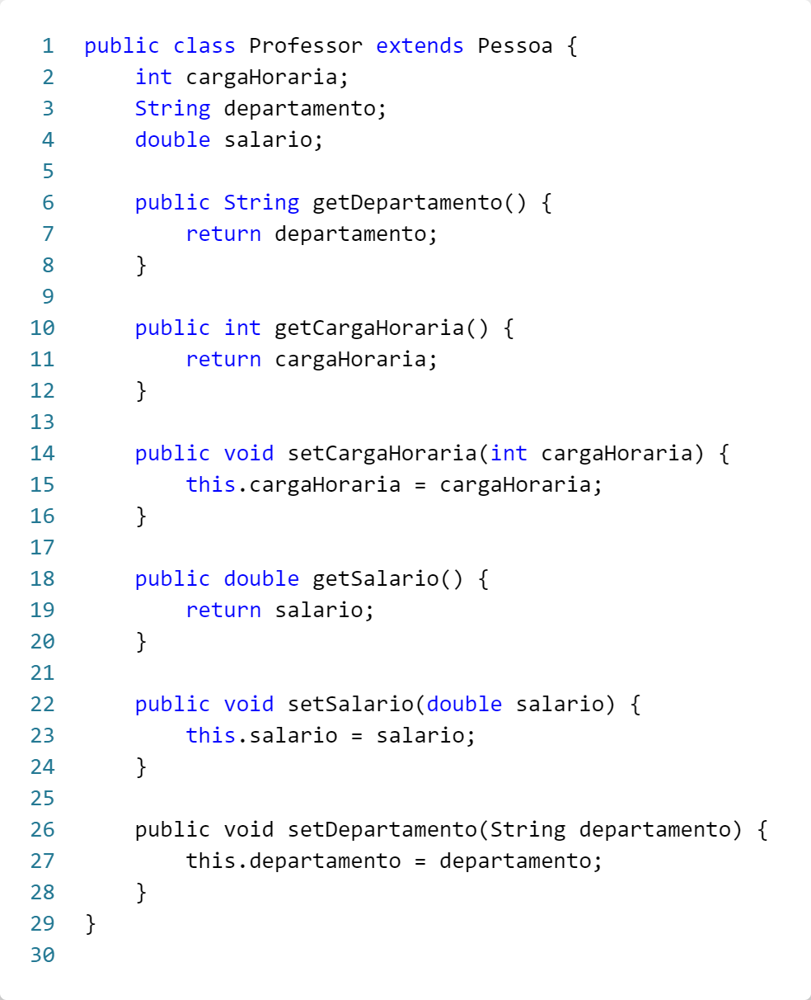 1 public class Professor extends Pessoa {
2     int cargaHoraria;
3     String departamento;
4     double salario;
5
6     public String getDepartamento() {
7         return departamento;
8     }
9
10     public int getCargaHoraria() {
11         return cargaHoraria;
12     }
13
14     public void setCargaHoraria(int cargaHoraria) {
15         this.cargaHoraria = cargaHoraria;
16     }
17
18     public double getSalario() {
19         return salario;
20     }
21
22     public void setSalario(double salario) {
23         this.salario = salario;
24     }
25
26     public void setDepartamento(String departamento) {
27         this.departamento = departamento;
28     }
29 }
30